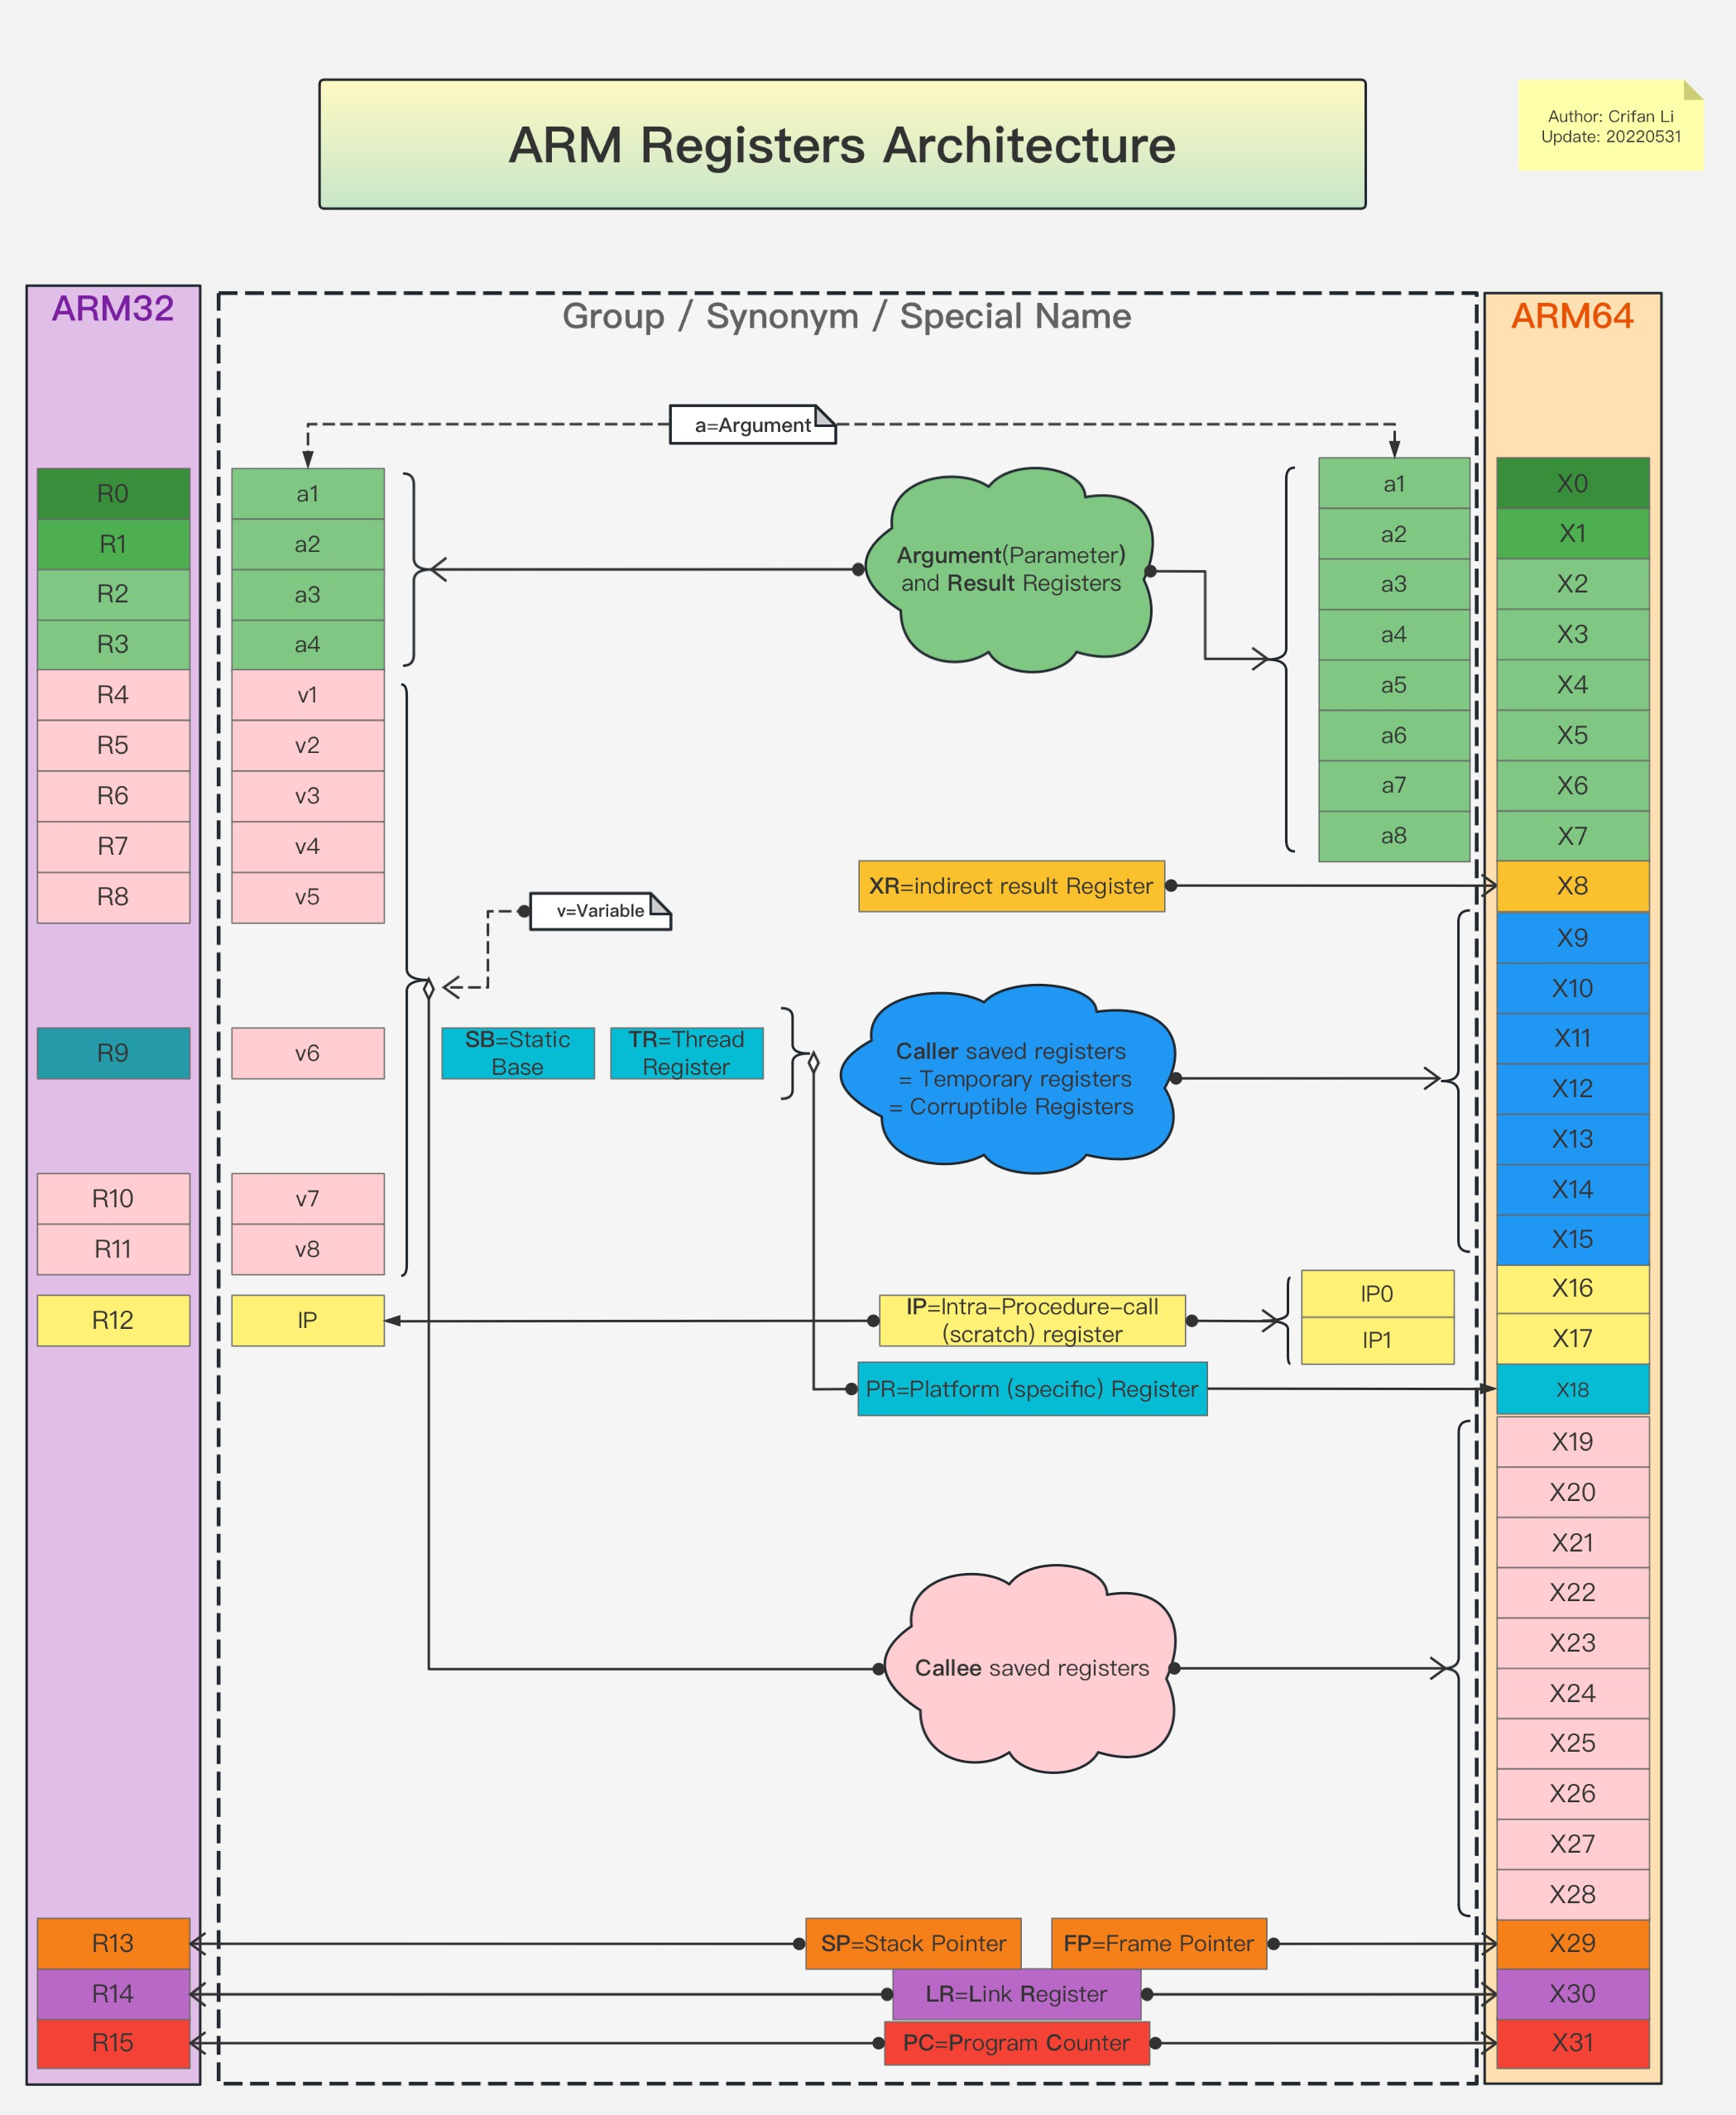 ARM Registers Architecture
Author: Crifan Li
Update: 20220531
ARM32
Group / Synonym / Special Name
ARM64
a=Argument
R0
R1
R2
R3
R4
R5
R6
R7
R8
R9
R10
R11
R12
R13
R14
R15
a1
a2
a3
a4
v1
v2
v3
v4
v5
v6
v7
v8
IP
v=Variable
SB=Static
Base
TR=Thread
Register
Argument(Parameter)
and Result Registers
XR=indirect result Register
Caller saved registers
= Temporary registers
= Corruptible Registers
IP=Intra-Procedure-call
(scratch) register
PR=Platform (specific) Register
Callee saved registers
SP=Stack Pointer
FP=Frame Pointer
LR=Link Register
PC=Program Counter
a1
a2
a3
a4
a5
a6
a7
a8
IP0
IP1
X0
X1
X2
X3
X4
X5
X6
X7
X8
X9
X10
X11
X12
X13
X14
X15
X16
X17
X18
X19
X20
X21
X22
X23
X24
X25
X26
X27
X28
X29
X30
X31